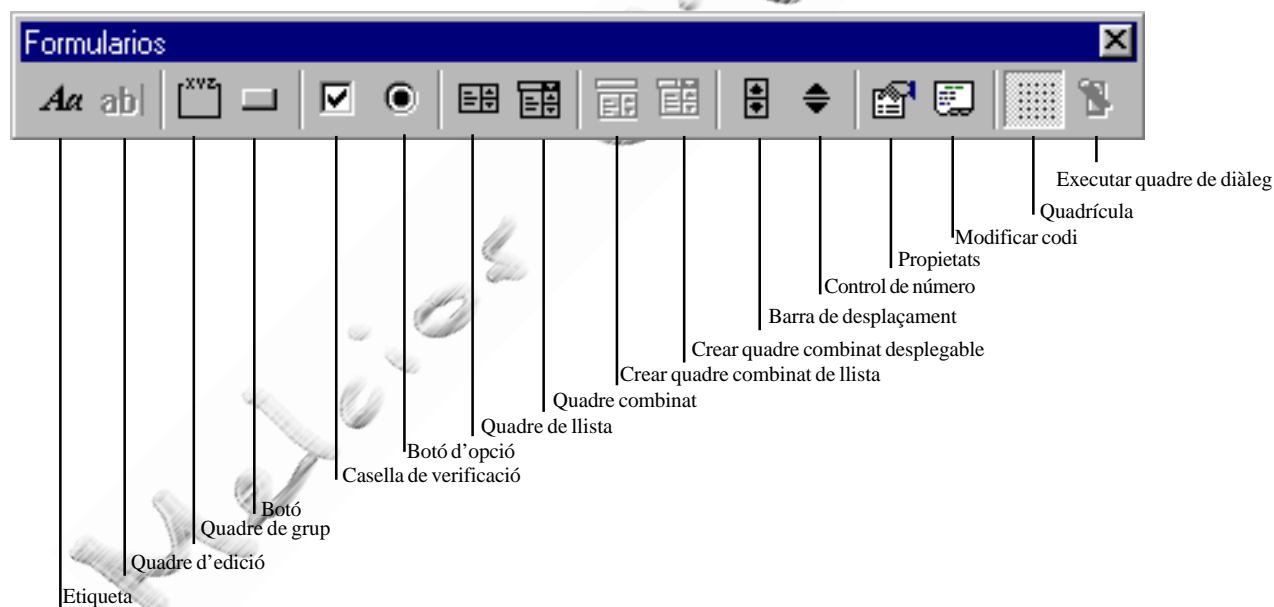 Formularios
Aa ab|
XYZ
Executar quadre de diàleg
Quadrícula
Modificar codi
Propietats
Control de número
Barra de desplaçament
Crear quadre combinat desplegable
Crear quadre combinat de llista
Quadre combinat
Quadre de llista
Botó d’opció
Casella de verificació
Botó
Quadre de grup
Quadre d’edició
Etiqueta